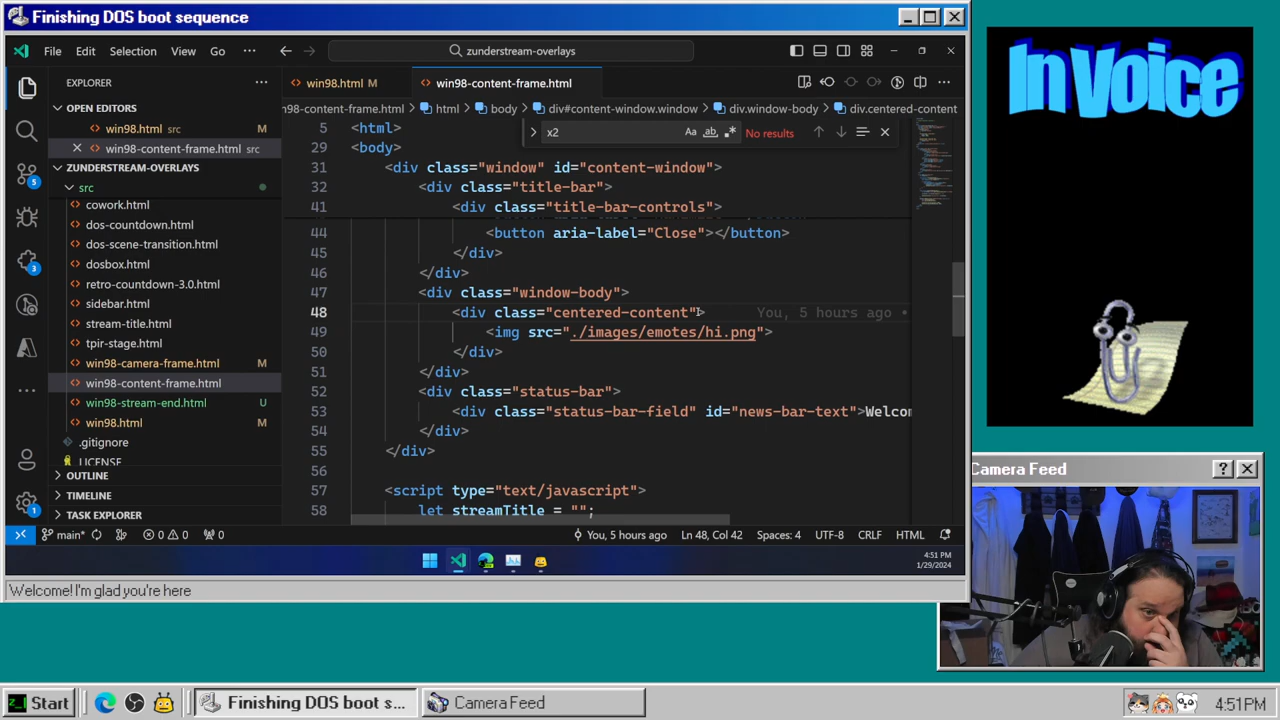 Finishing DOS boot sequence
File Edit Selection View Go ··· zunderstream-overlays
EXPLORER ···
win98.html M
win98-content-frame.html
OPEN EDITORS
win98.html src M
win98-content-frame.html src
ZUNDERSTREAM-OVERLAYS
src
cowork.html
dos-countdown.html
dos-scene-transition.html
dosbox.html
retro-countdown-3.0.html
sidebar.html
stream-title.html
tpir-stage.html
win98-camera-frame.html M
win98-content-frame.html
win98-stream-end.html U
win98.html M
.gitignore
LICENSE
OUTLINE
TIMELINE
TASK EXPLORER
5
3
1
n98-content-frame.html > html > body > div#content-window.window > div.window-body > div.centered-content
x2 Aa ab .* No results
5 <html>
29 <body>
31 <div class="window" id="content-window">
32 <div class="title-bar">
41 <div class="title-bar-controls">
44 <button aria-label="Close"></button>
45 </div>
46 </div>
47 <div class="window-body">
48 <div class="centered-content"> You, 5 hours ago •
49 <img src="./images/emotes/hi.png">
50 </div>
51 </div>
52 <div class="status-bar">
53 <div class="status-bar-field" id="news-bar-text">Welcom
54 </div>
55 </div>
56
57 <script type="text/javascript">
58 let streamTitle = "";
main* 0 0 0 You, 5 hours ago Ln 48, Col 42 Spaces: 4 UTF-8 CRLF HTML
4:51 PM
1/29/2024
Welcome! I'm glad you're here
InVoice
Camera Feed
Start Finishing DOS boot s... Camera Feed 4:51PM